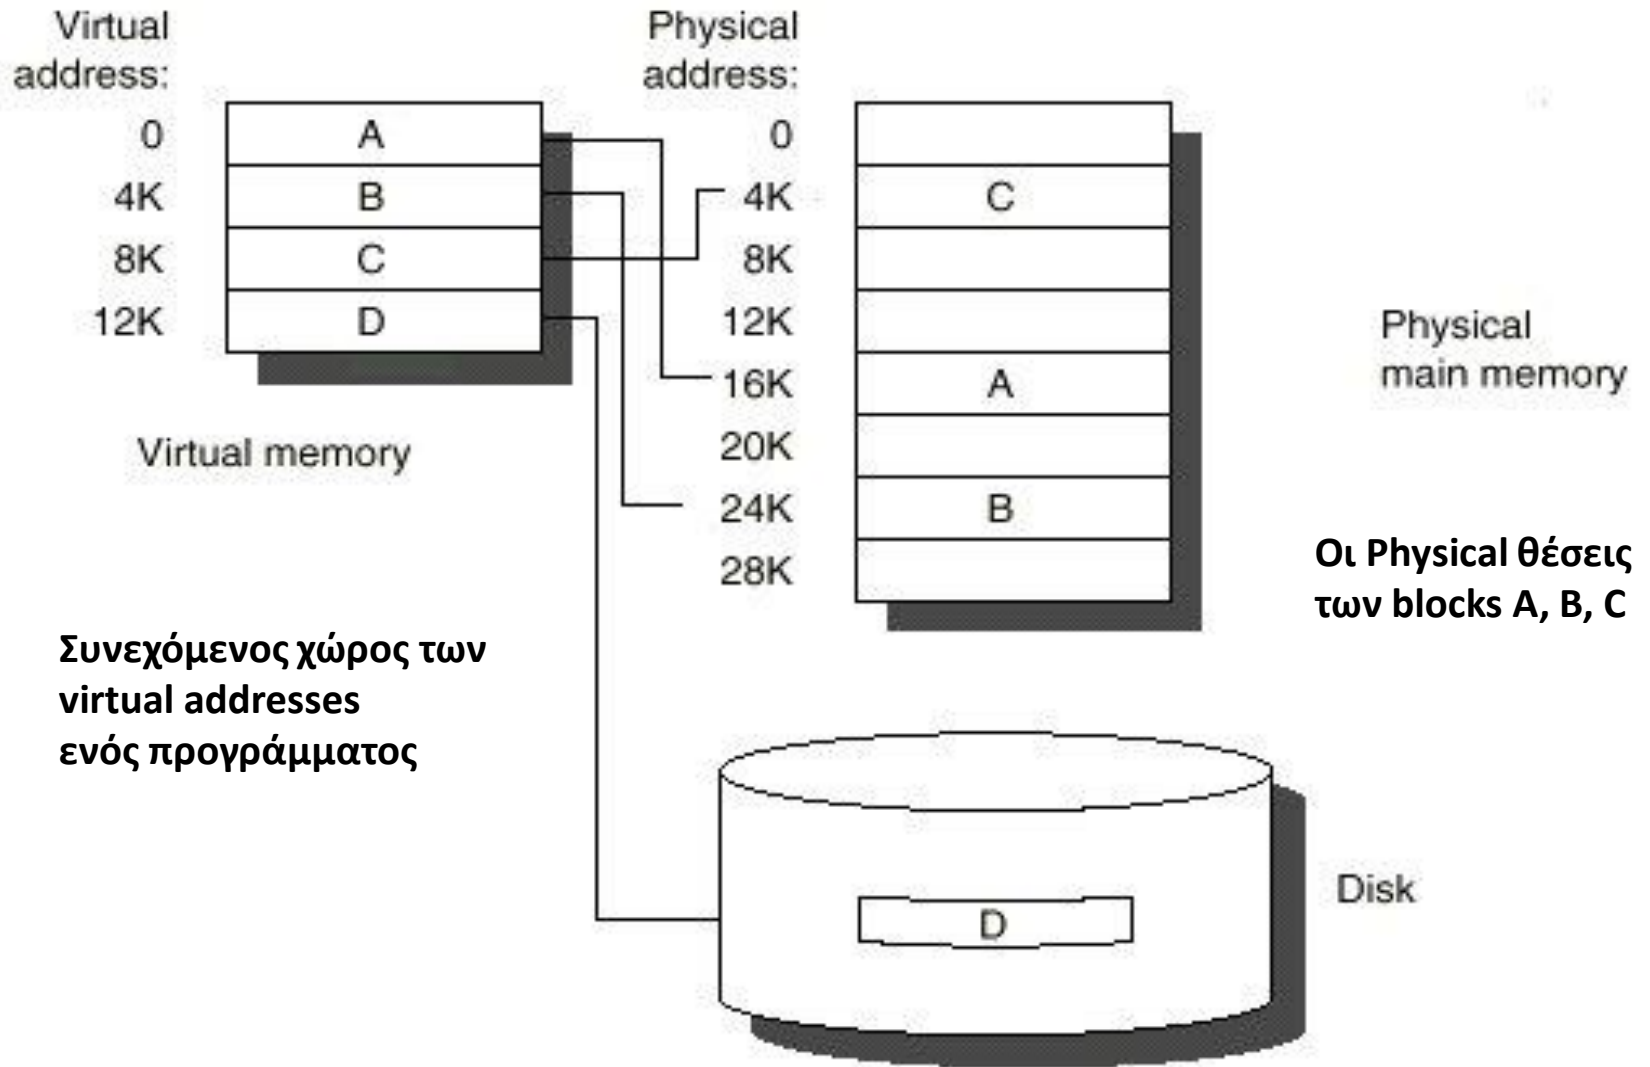 Virtual
address:
0
A
4K
B
8K
C
12K
D
Virtual memory
Physical
address:
0
4K
C
8K
12K
16K
A
20K
24K
B
28K
Physical
main memory
Οι Physical θέσεις
των blocks A, B, C
Συνεχόμενος χώρος των
virtual addresses
ενός προγράμματος
D
Disk